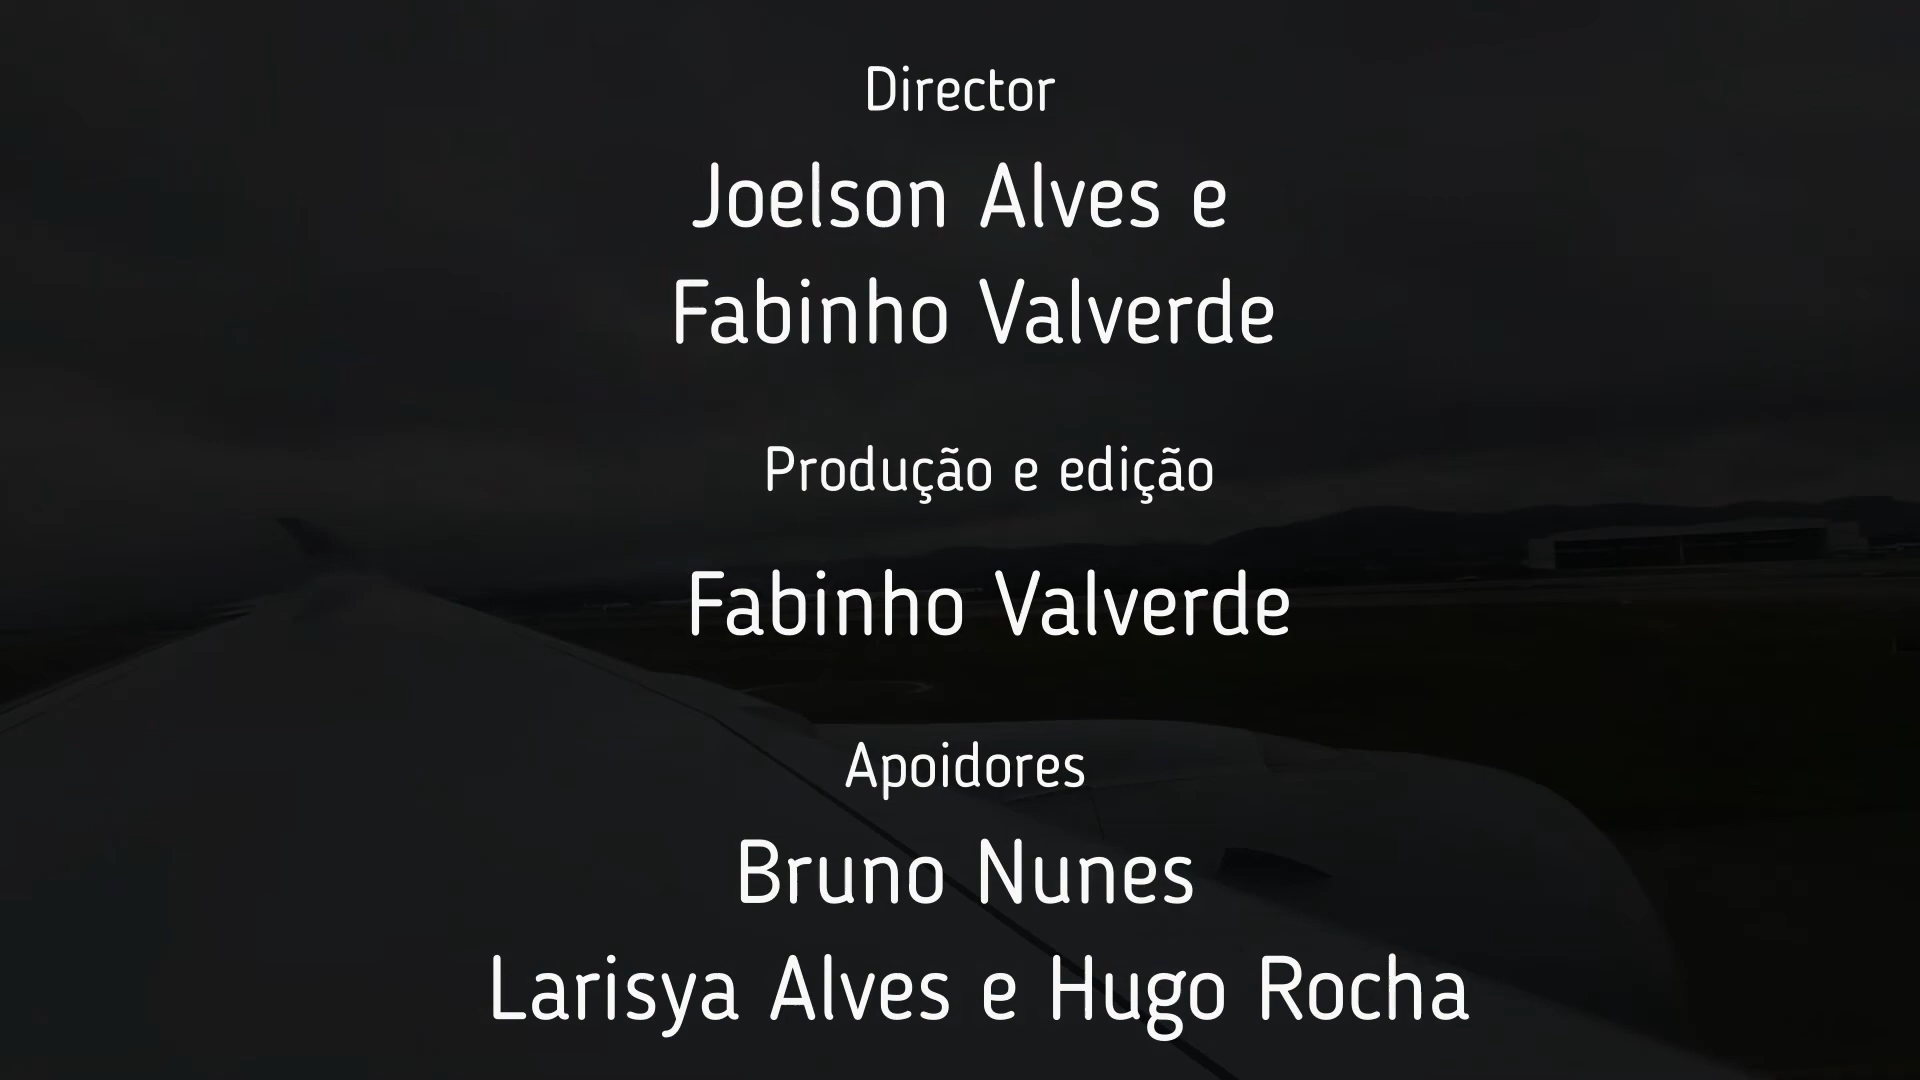 Director
Joelson Alves e
Fabinho Valverde
Produção e edição
Fabinho Valverde
Apoidores
Bruno Nunes
Larisya Alves e Hugo Rocha